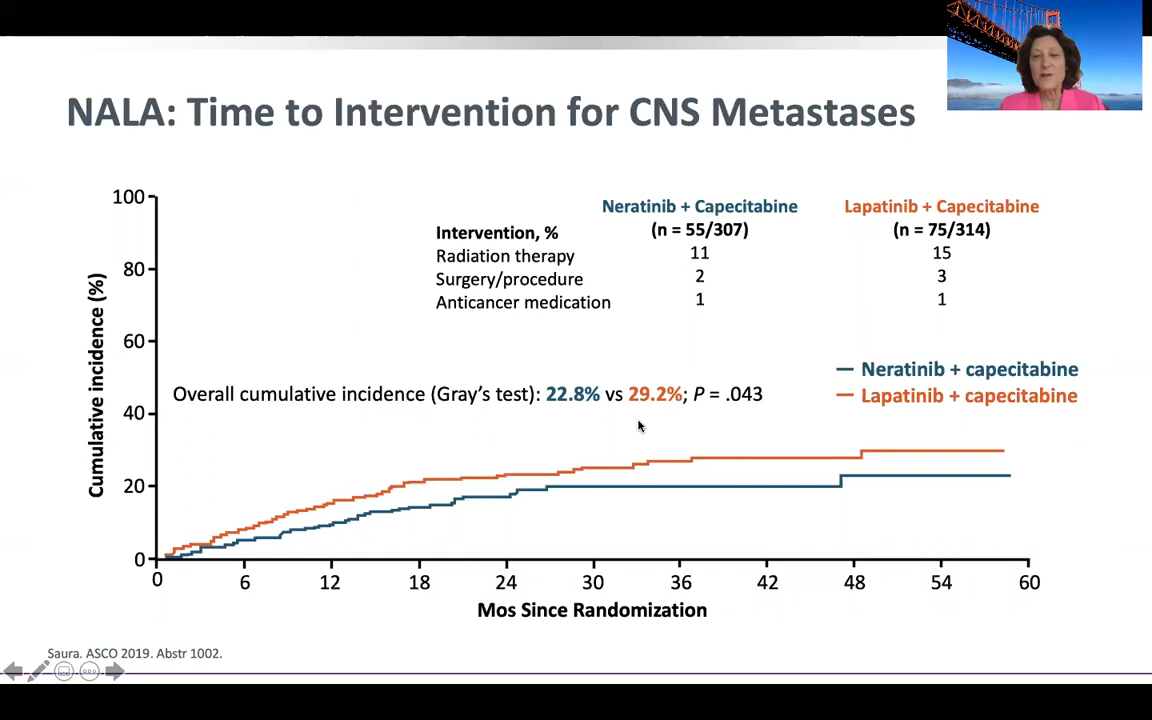 NALA: Time to Intervention for CNS Metastases
Neratinib + Capecitabine
(n = 55/307)
Lapatinib + Capecitabine
(n = 75/314)
Intervention, %
Radiation therapy 11 15
Surgery/procedure 2 3
Anticancer medication 1 1
Cumulative incidence (%)
100
80
60
40
20
0
Overall cumulative incidence (Gray's test): 22.8% vs 29.2%; P = .043
Neratinib + capecitabine
Lapatinib + capecitabine
0 6 12 18 24 30 36 42 48 54 60
Mos Since Randomization
Saura. ASCO 2019. Abstr 1002.